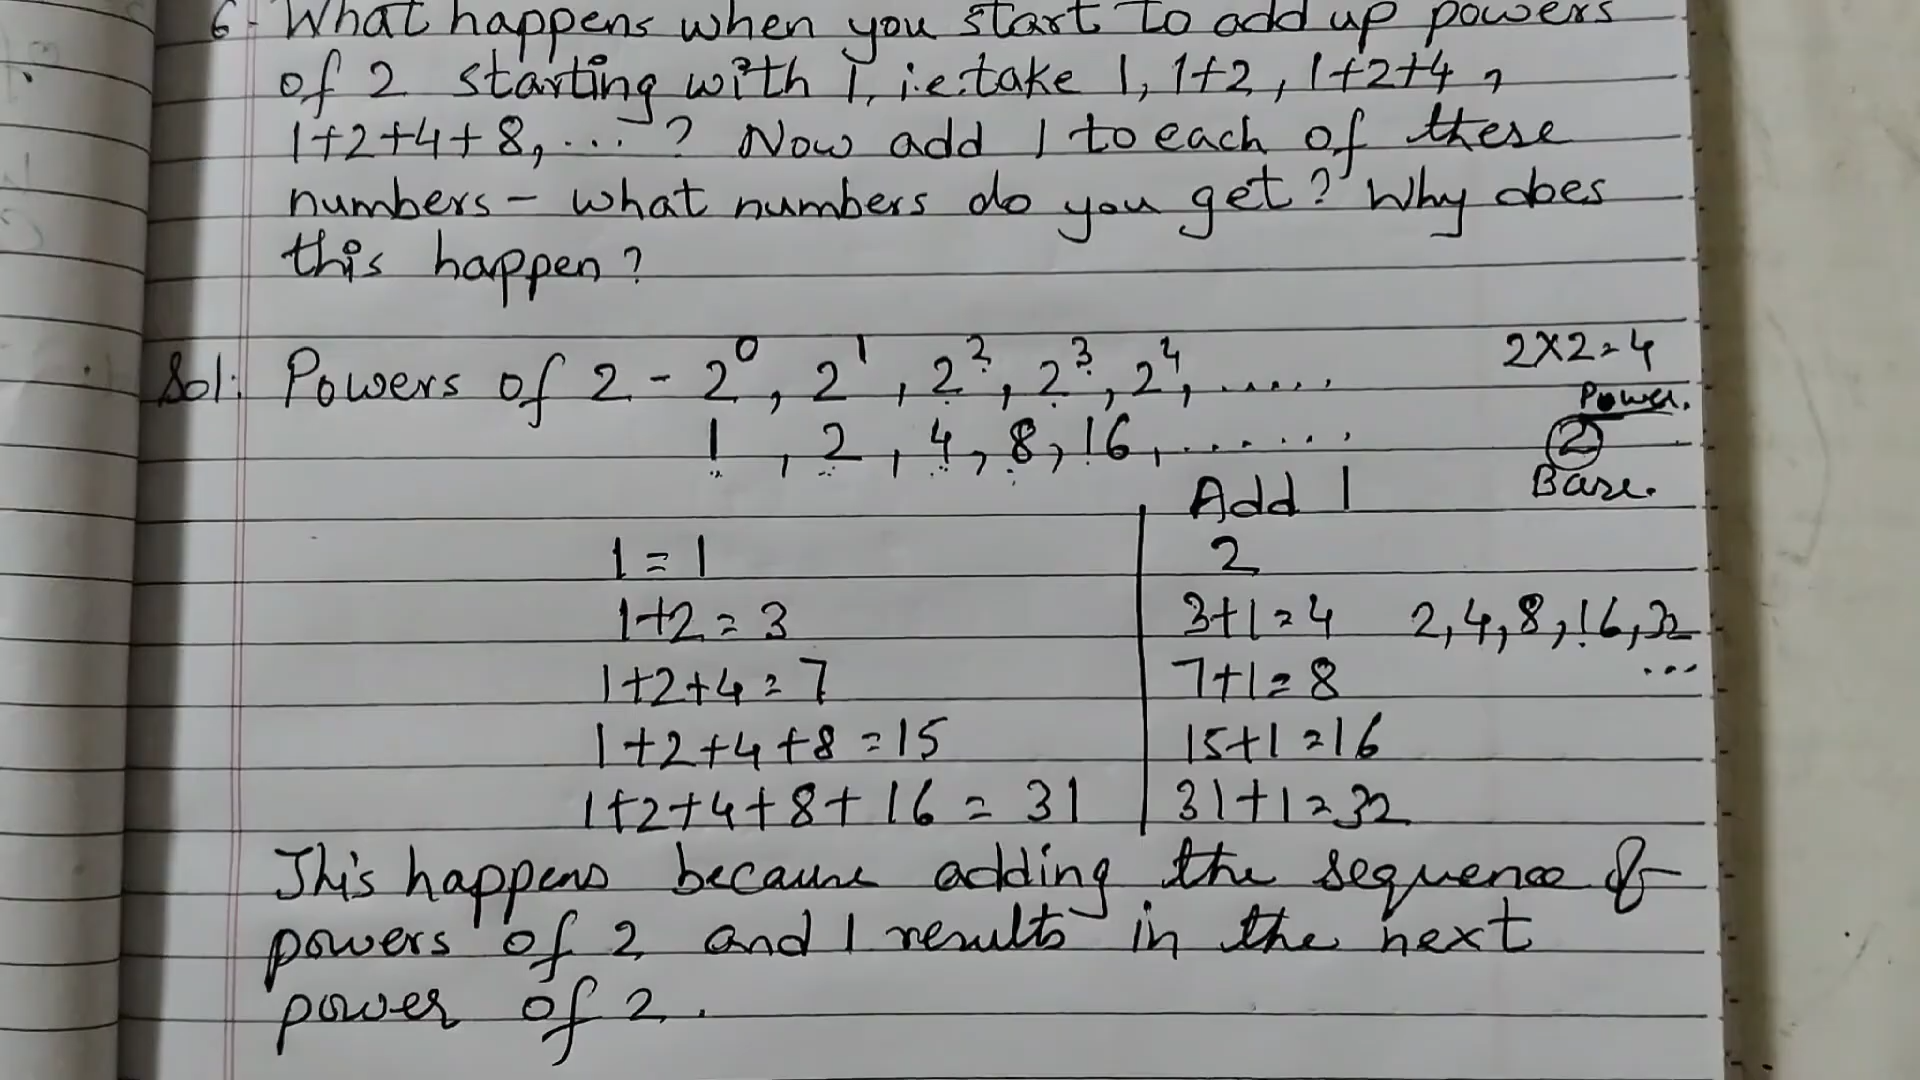 6- What happens when you start to add up powers
of 2 starting with 1, i.e. take 1, 1+2, 1+2+4,
1+2+4+8, ...? Now add 1 to each of these
numbers - what numbers do you get? Why does
this happen?
Sol: Powers of 2 - 2⁰, 2¹, 2², 2³, 2⁴, .....
2×2=4
1, 2, 4, 8, 16, ......
Power.
2
Base.
Add 1
1 = 1
2
1+2 = 3
3+1=4 2,4,8,16,32
...
1+2+4=7
7+1=8
1+2+4+8=15
15+1=16
1+2+4+8+16 = 31
31+1=32
This happens because adding the sequence of
powers of 2 and 1 results in the next
power of 2.